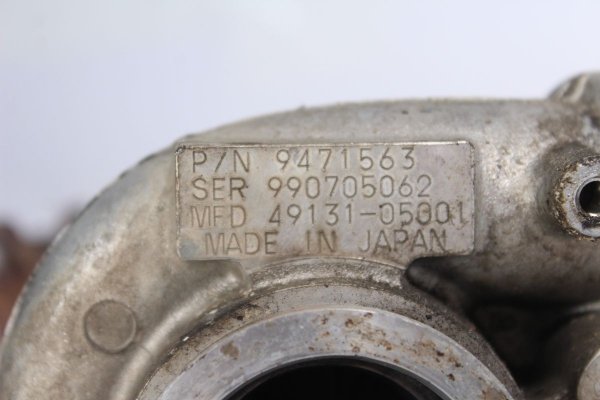 P/N 9471563
SER 990705062
MFD 49131-05001
MADE IN JAPAN